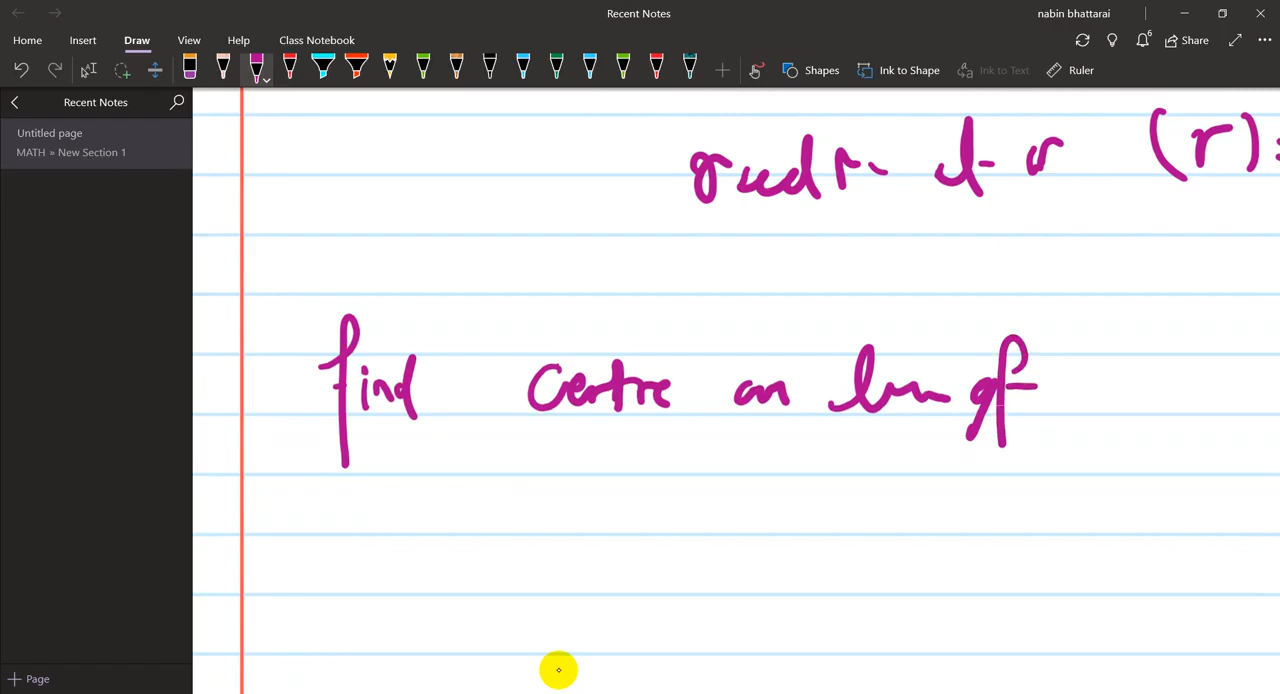 Recent Notes
nabin bhattarai
Home Insert Draw View Help Class Notebook
6 Share
Shapes Ink to Shape Ink to Text Ruler
Recent Notes
Untitled page
MATH » New Section 1
(r) =
find Centre
+ Page